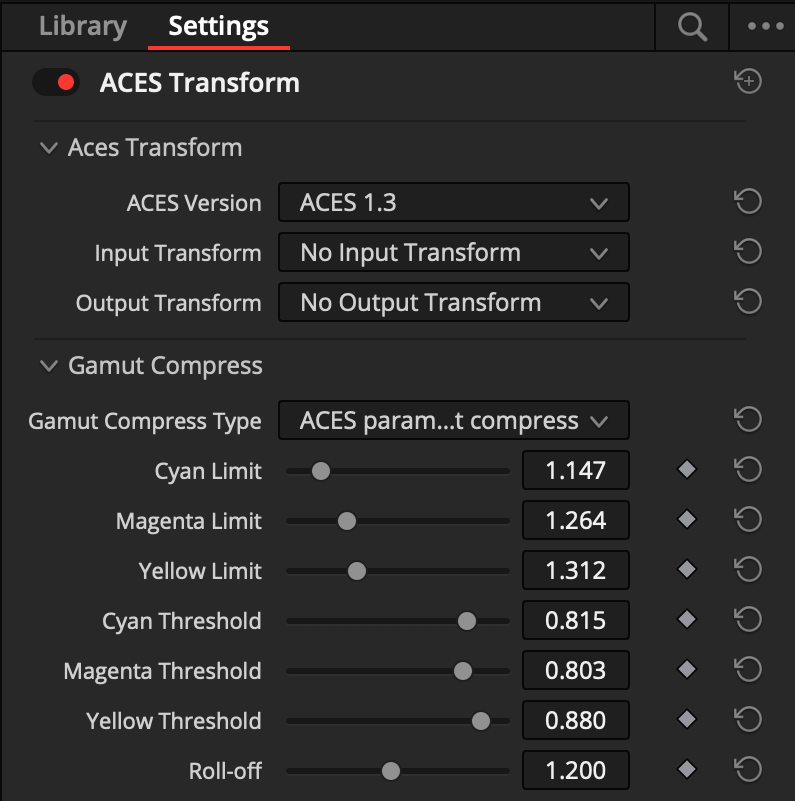 Library Settings
ACES Transform
Aces Transform
ACES Version ACES 1.3
Input Transform No Input Transform
Output Transform No Output Transform
Gamut Compress
Gamut Compress Type ACES param...t compress
Cyan Limit 1.147
Magenta Limit 1.264
Yellow Limit 1.312
Cyan Threshold 0.815
Magenta Threshold 0.803
Yellow Threshold 0.880
Roll-off 1.200